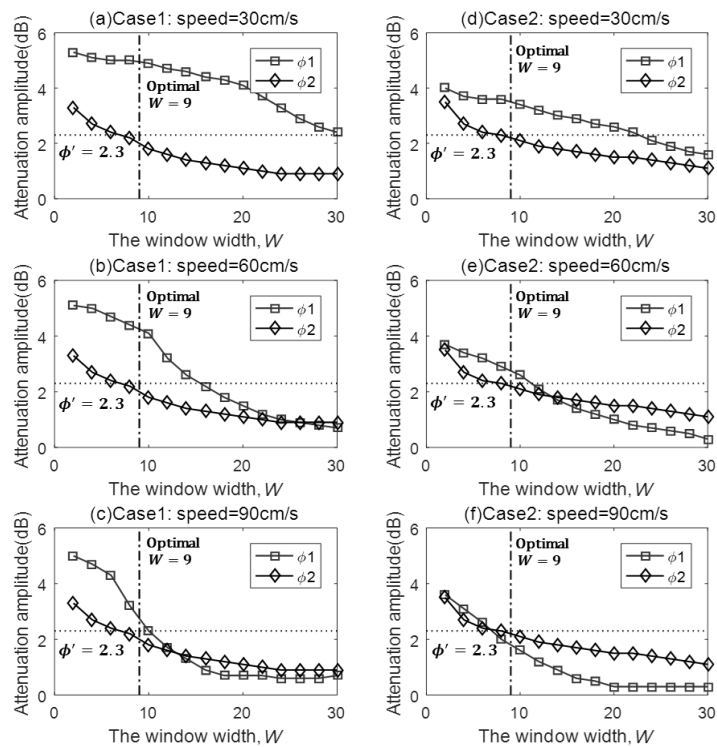 (a)Case1: speed=30cm/s
Attenuation amplitude(dB)
6
4
2
0
Optimal
W = 9
ϕ1
ϕ2
ϕ′ = 2.3
0 10 20 30
The window width, W
(d)Case2: speed=30cm/s
Attenuation amplitude(dB)
6
4
2
0
Optimal
W = 9
ϕ1
ϕ2
ϕ′ = 2.3
0 10 20 30
The window width, W
(b)Case1: speed=60cm/s
Attenuation amplitude(dB)
6
4
2
0
Optimal
W = 9
ϕ1
ϕ2
ϕ′ = 2.3
0 10 20 30
The window width, W
(e)Case2: speed=60cm/s
Attenuation amplitude(dB)
6
4
2
0
Optimal
W = 9
ϕ1
ϕ2
ϕ′ = 2.3
0 10 20 30
The window width, W
(c)Case1: speed=90cm/s
Attenuation amplitude(dB)
6
4
2
0
Optimal
W = 9
ϕ1
ϕ2
ϕ′ = 2.3
0 10 20 30
The window width, W
(f)Case2: speed=90cm/s
Attenuation amplitude(dB)
6
4
2
0
Optimal
W = 9
ϕ1
ϕ2
ϕ′ = 2.3
0 10 20 30
The window width, W